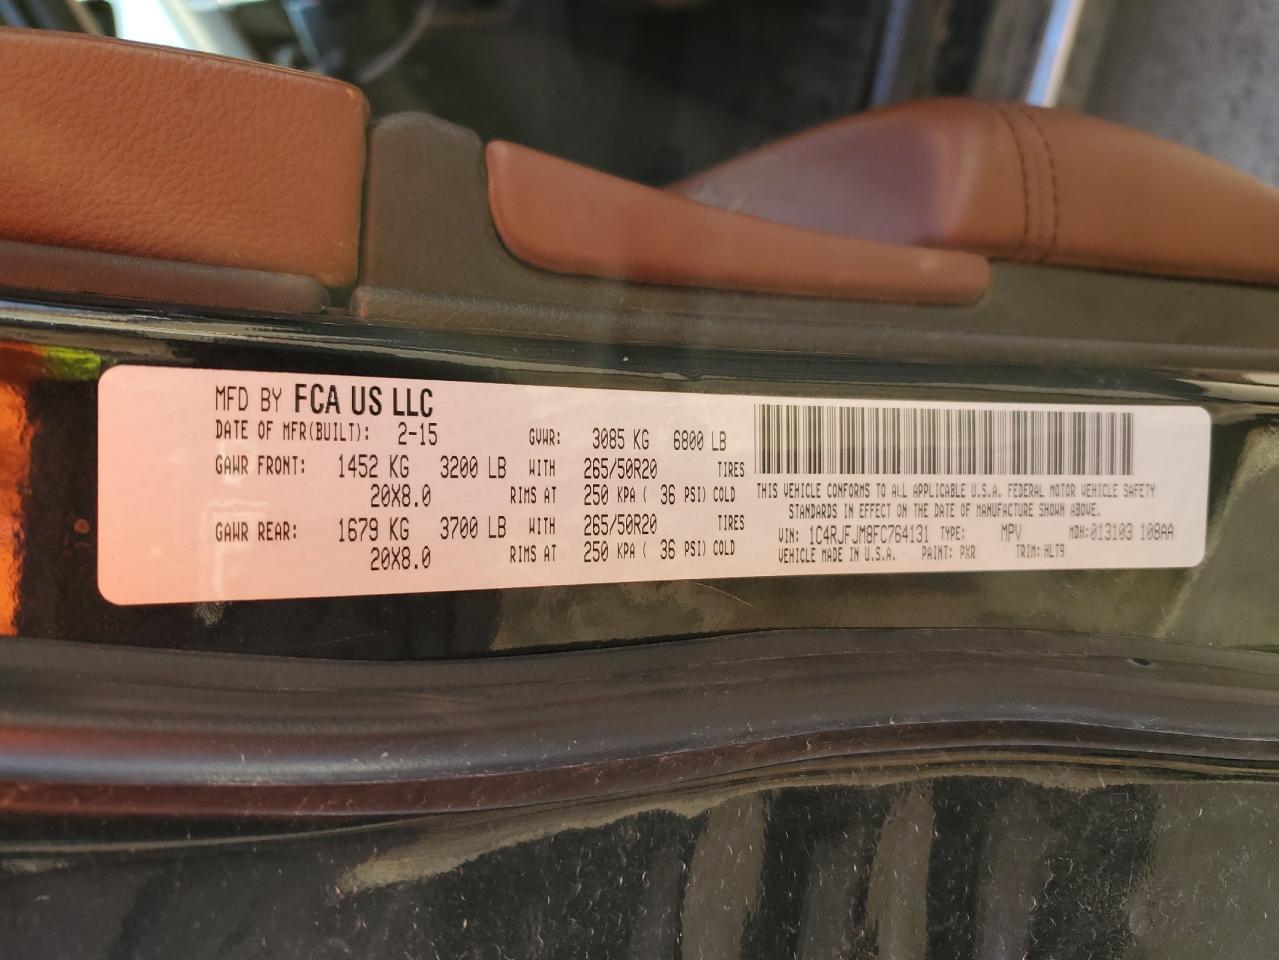 MFD BY FCA US LLC
DATE OF MFR(BUILT): 2-15 GVWR: 3085 KG 6800 LB
GAWR FRONT: 1452 KG 3200 LB WITH 265/50R20 TIRES
20X8.0 RIMS AT 250 KPA ( 36 PSI) COLD
GAWR REAR: 1679 KG 3700 LB WITH 265/50R20 TIRES
20X8.0 RIMS AT 250 KPA ( 36 PSI) COLD
THIS VEHICLE CONFORMS TO ALL APPLICABLE U.S.A. FEDERAL MOTOR VEHICLE SAFETY
STANDARDS IN EFFECT ON THE DATE OF MANUFACTURE SHOWN ABOVE.
VIN: 1C4RJFJM8FC764131 TYPE: MPV MDH:013103 108AA
VEHICLE MADE IN U.S.A. PAINT: PXR TRIM: HLT9